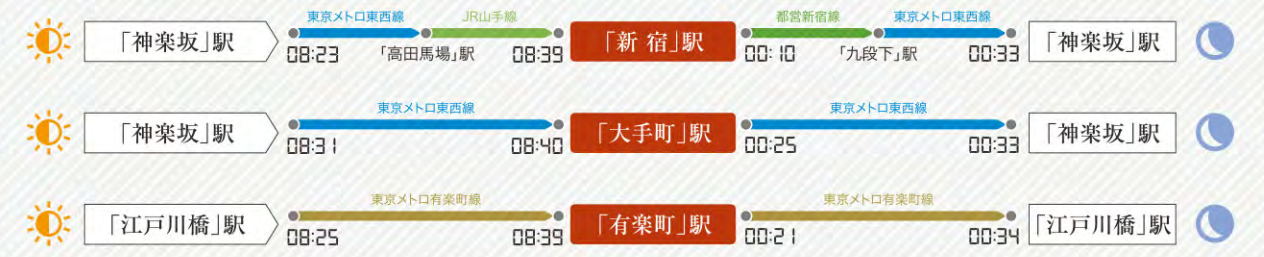 東京メトロ東西線 JR山手線 都営新宿線 東京メトロ東西線
「神楽坂」駅 08:23 「高田馬場」駅 08:39 「新宿」駅 00:10 「九段下」駅 00:33 「神楽坂」駅
東京メトロ東西線 東京メトロ東西線
「神楽坂」駅 08:31 08:40 「大手町」駅 00:25 00:33 「神楽坂」駅
東京メトロ有楽町線 東京メトロ有楽町線
「江戸川橋」駅 08:25 08:39 「有楽町」駅 00:21 00:34 「江戸川橋」駅